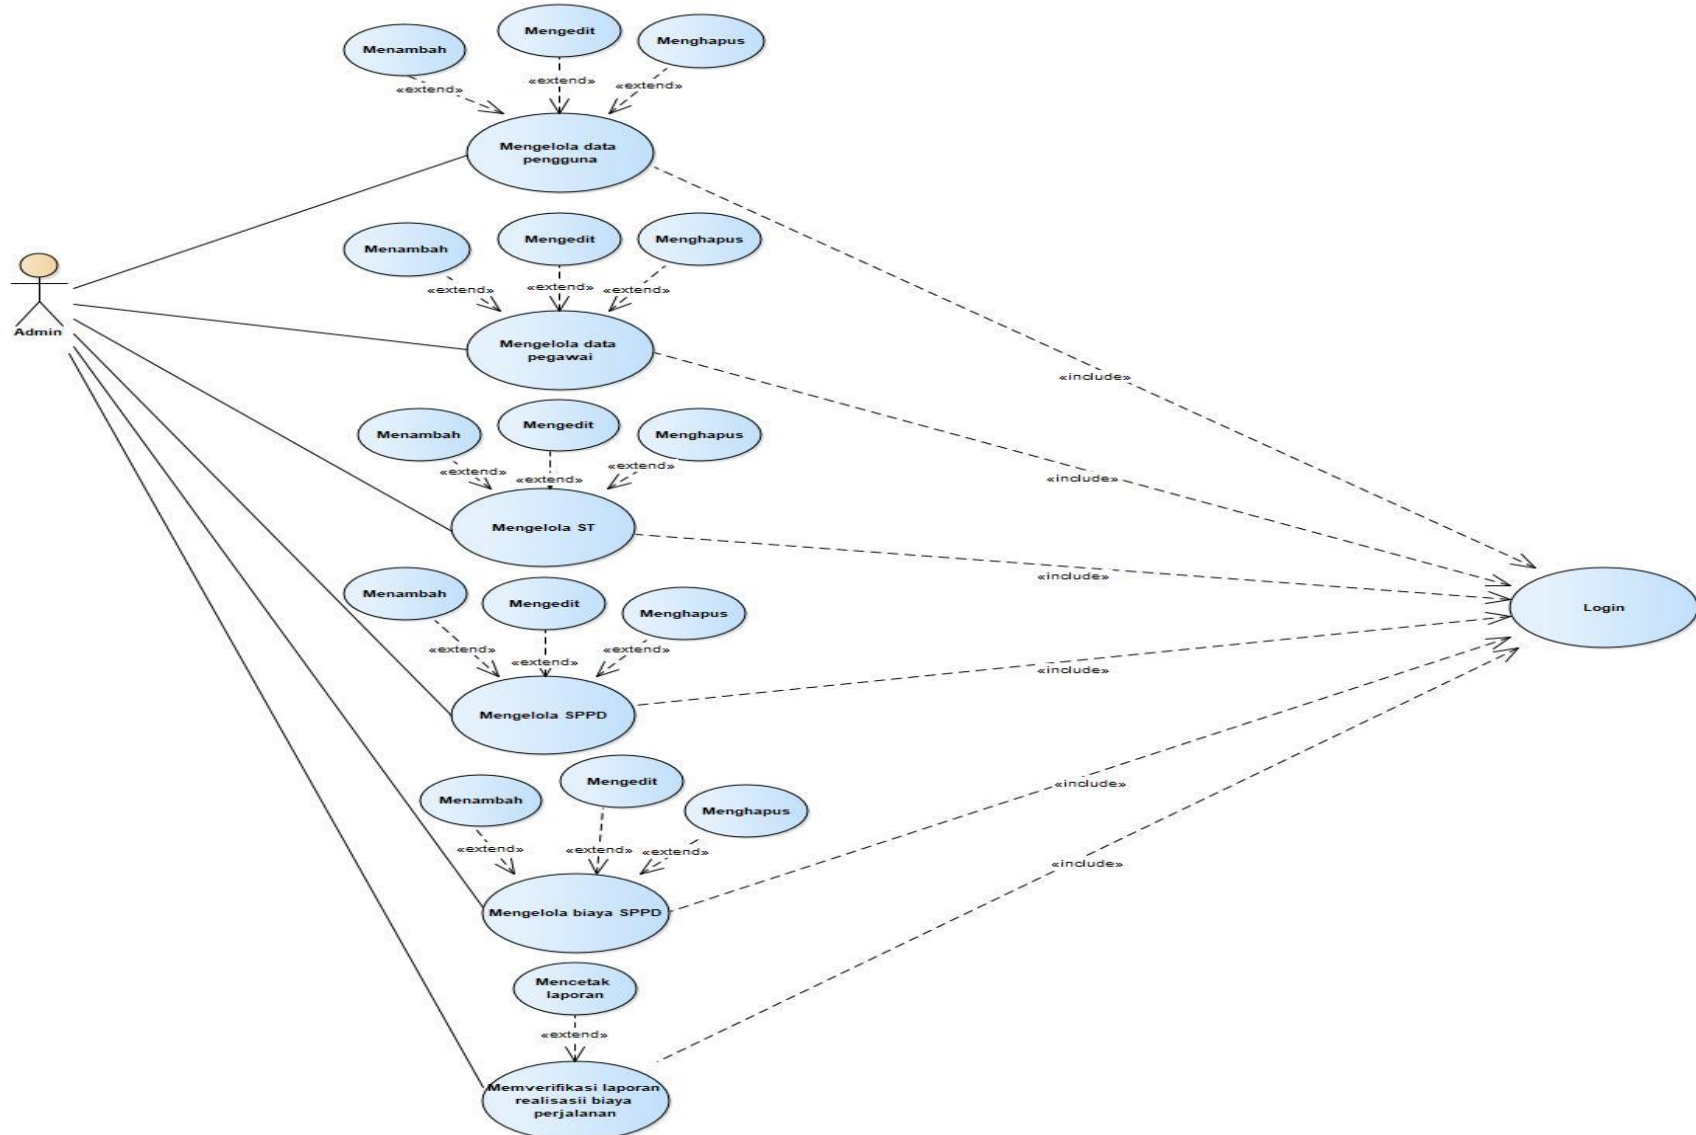 Menambah
Mengedit
Menghapus
«extend»
«extend»
«extend»
Mengelola data
pengguna
Menambah
Mengedit
Menghapus
«extend»
«extend»
«extend»
Admin
Mengelola data
pegawai
«include»
Menambah
Mengedit
Menghapus
«extend»
«extend»
«extend»
«include»
Mengelola ST
«include»
Menambah
Mengedit
Menghapus
Login
«extend»
«extend»
«extend»
«include»
Mengelola SPPD
Menambah
Mengedit
Menghapus
«include»
«extend»
«extend»
«extend»
«include»
Mengelola biaya SPPD
Mencetak
laporan
«extend»
Memverifikasi laporan
realisasii biaya
perjalanan